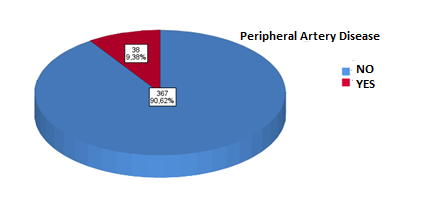 Peripheral Artery Disease
38
9,38%
367
90,62%
NO
YES